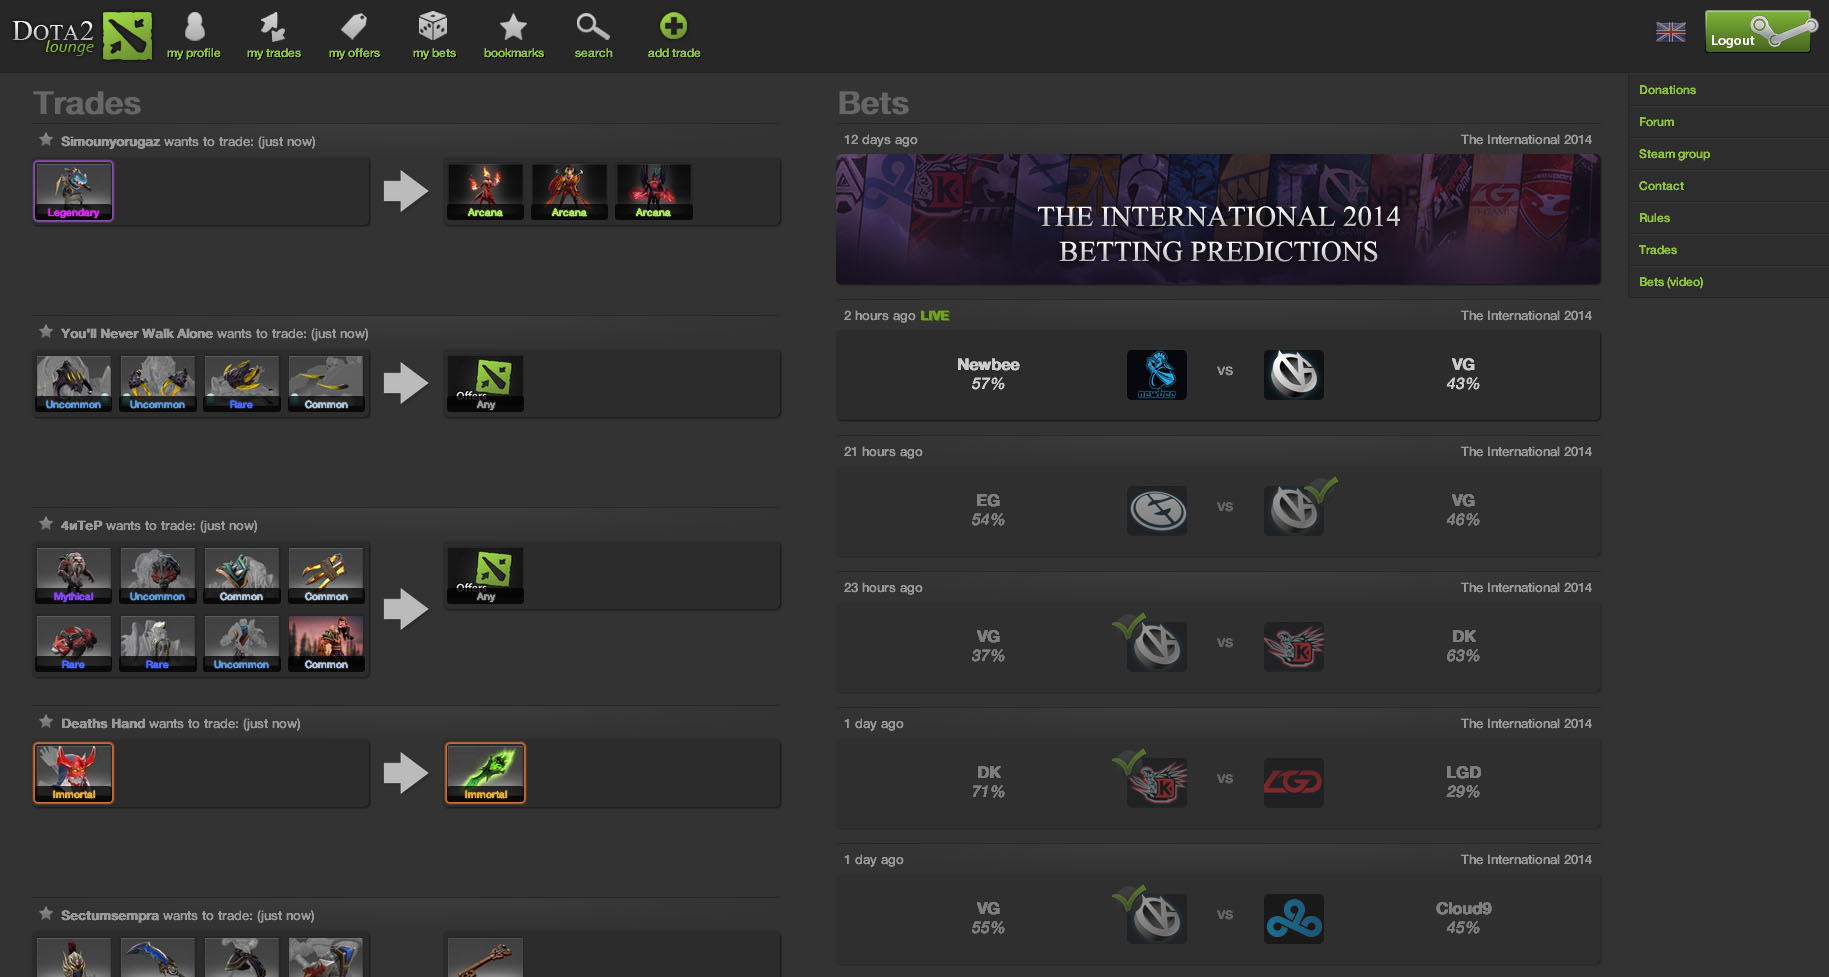 DOTA2
lounge
my profile
my trades
my offers
my bets
bookmarks
search
add trade
Logout
Trades
Simounyorugaz wants to trade: (just now)
Legendary
Arcana
Arcana
Arcana
You'll Never Walk Alone wants to trade: (just now)
Uncommon
Uncommon
Rare
Common
Offers
Any
4иTeP wants to trade: (just now)
Mythical
Uncommon
Common
Common
Offers
Any
Rare
Rare
Uncommon
Common
Deaths Hand wants to trade: (just now)
Immortal
Immortal
Sectumsempra wants to trade: (just now)
Bets
12 days ago
The International 2014
THE INTERNATIONAL 2014
BETTING PREDICTIONS
2 hours ago LIVE
The International 2014
Newbee
57%
newbee
vs
VG
43%
21 hours ago
The International 2014
EG
54%
vs
VG
46%
23 hours ago
The International 2014
VG
37%
vs
K
DK
63%
1 day ago
The International 2014
DK
71%
K
vs
LGD
LGD
29%
1 day ago
The International 2014
VG
55%
vs
Cloud9
45%
Donations
Forum
Steam group
Contact
Rules
Trades
Bets (video)